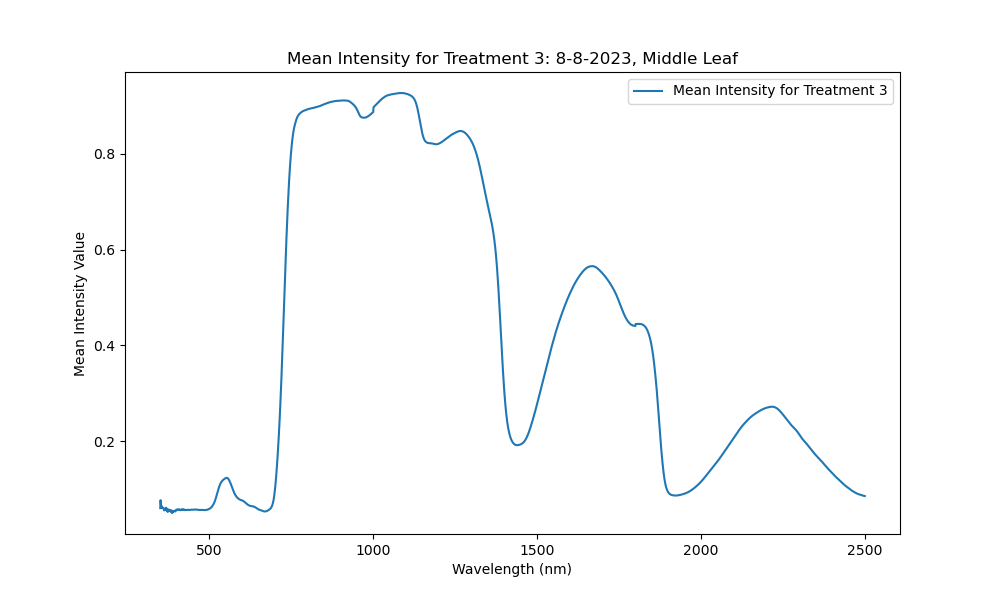 Mean Intensity for Treatment 3: 8-8-2023, Middle Leaf
Mean Intensity for Treatment 3
Mean Intensity Value
0.8
0.6
0.4
0.2
500 1000 1500 2000 2500
Wavelength (nm)